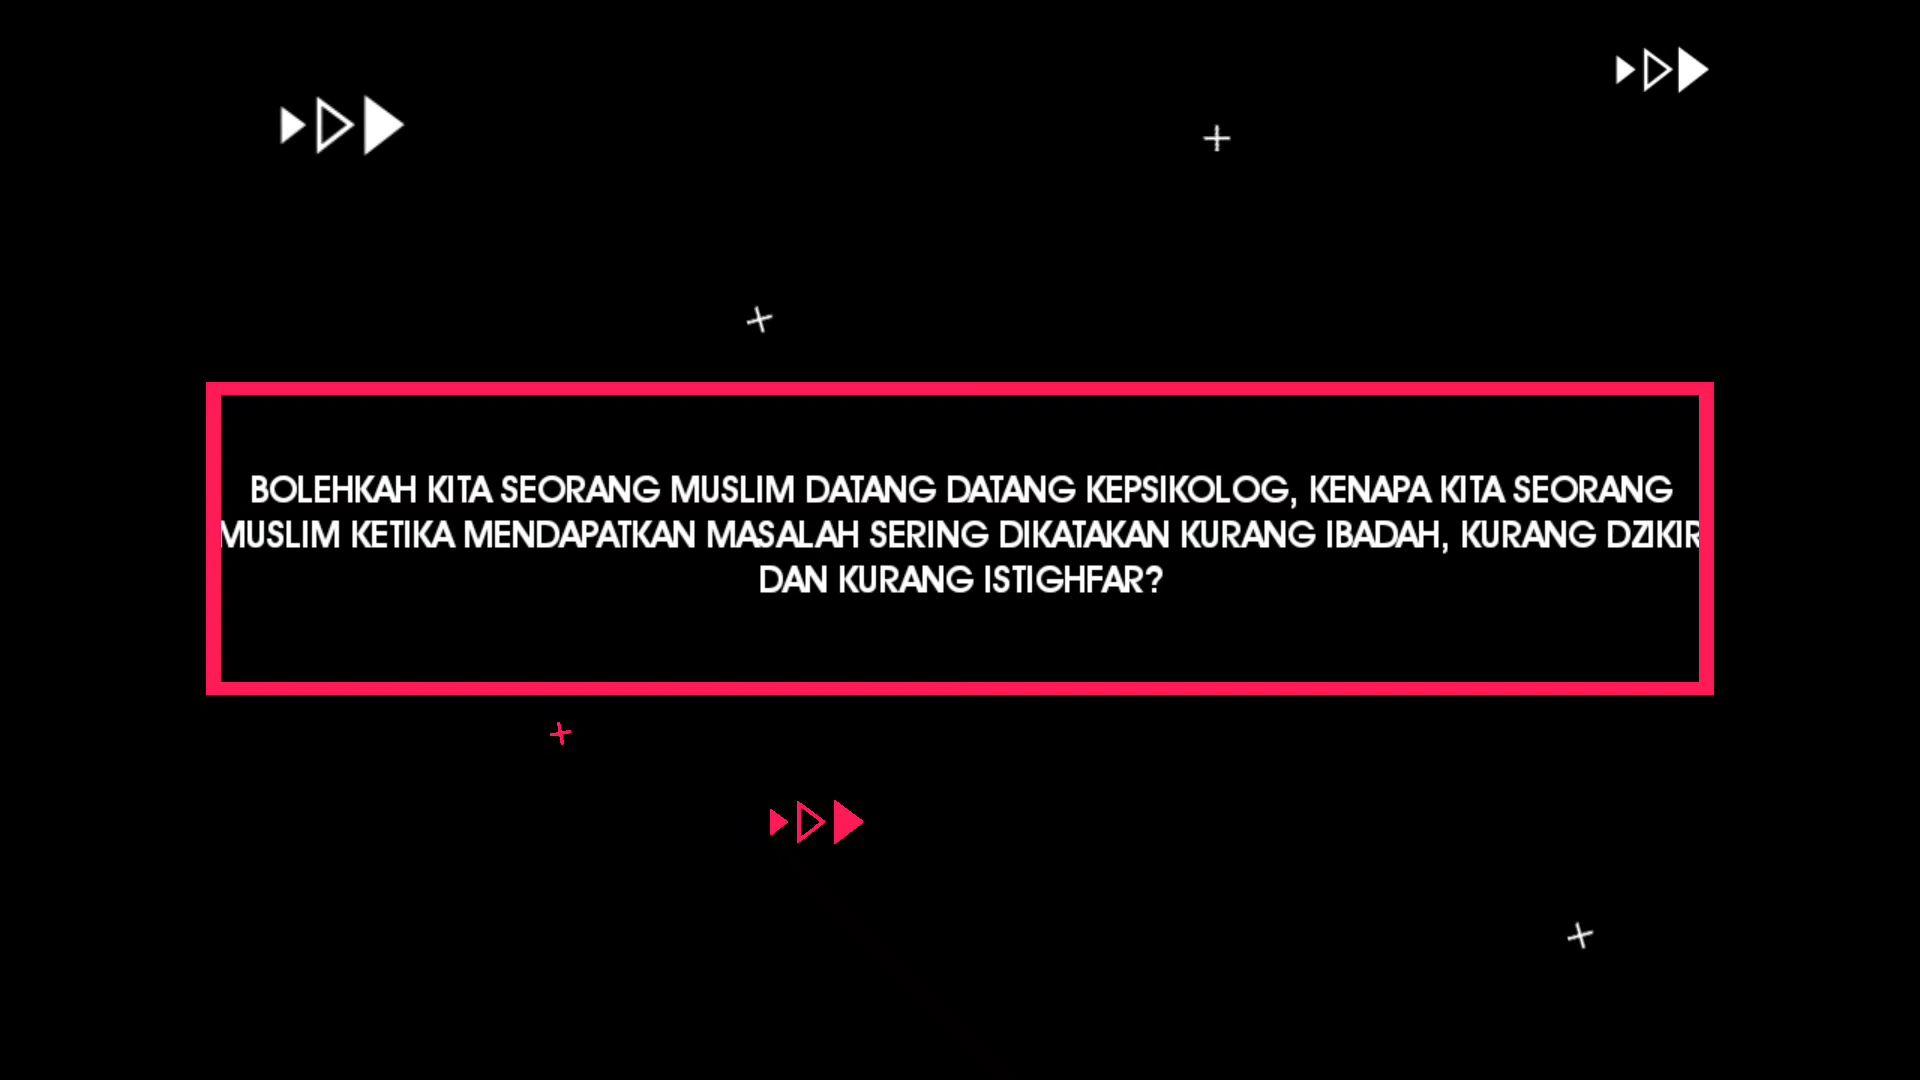 BOLEHKAH KITA SEORANG MUSLIM DATANG DATANG KEPSIKOLOG, KENAPA KITA SEORANG
MUSLIM KETIKA MENDAPATKAN MASALAH SERING DIKATAKAN KURANG IBADAH, KURANG DZIKIR
DAN KURANG ISTIGHFAR?